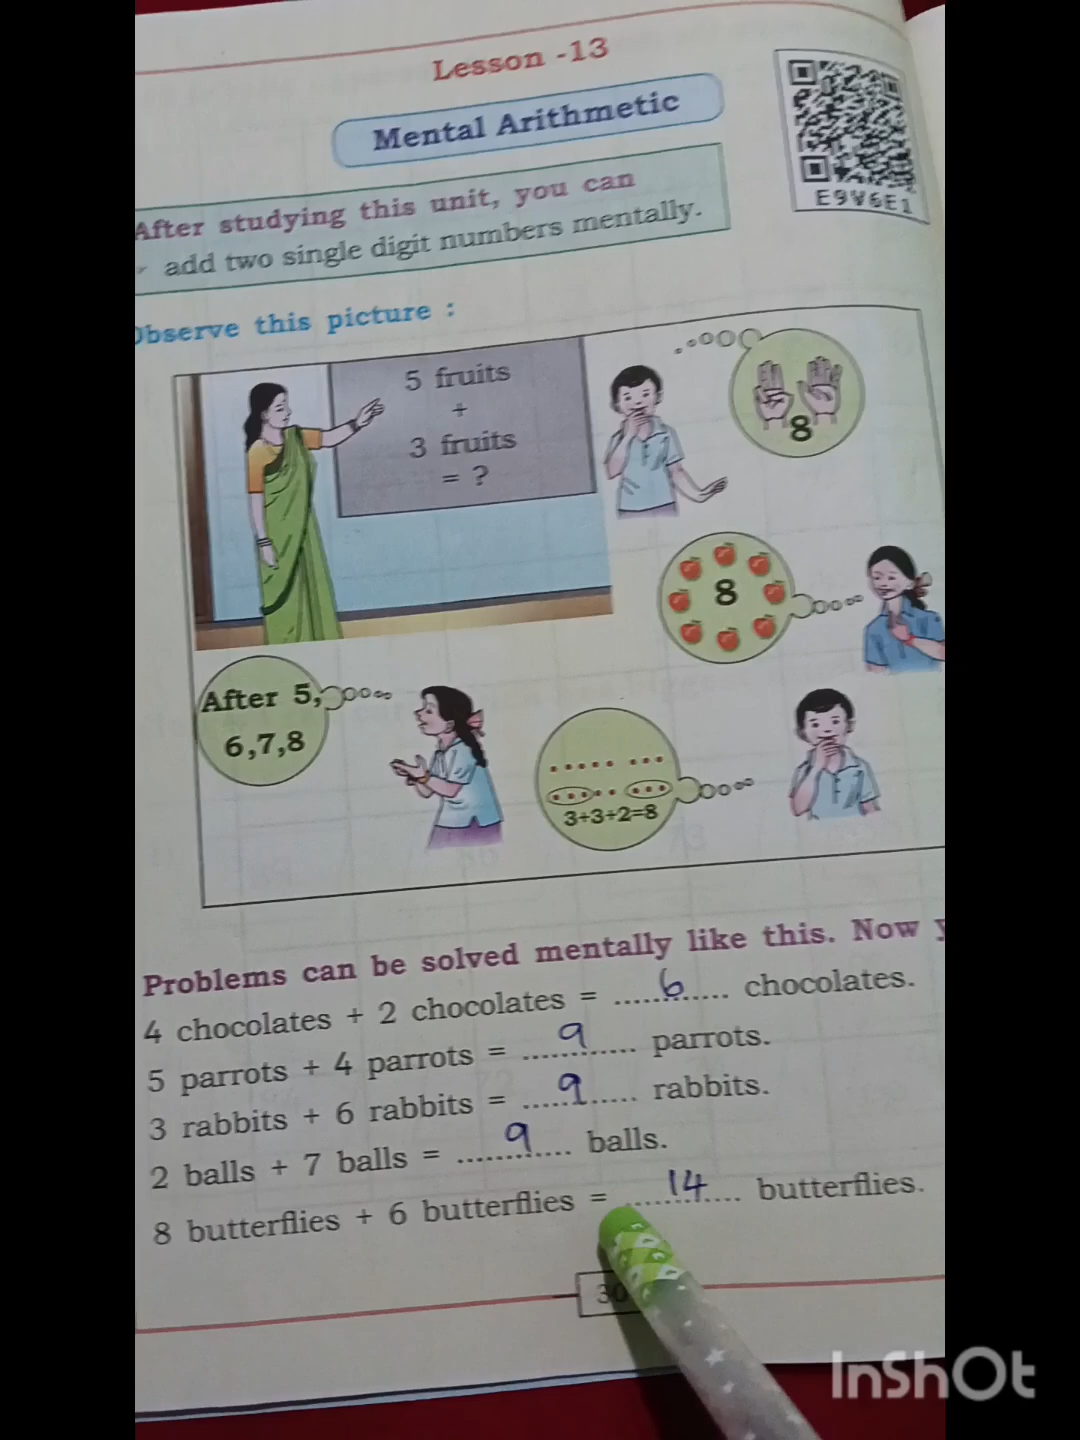 Lesson -13
Mental Arithmetic
E9V6E1
After studying this unit, you can
add two single digit numbers mentally.
Observe this picture :
5 fruits
+
3 fruits
= ?
8
8
After 5,
6,7,8
3+3+2=8
Problems can be solved mentally like this. Now
4 chocolates + 2 chocolates = ....6.... chocolates.
5 parrots + 4 parrots = ....9.... parrots.
3 rabbits + 6 rabbits = ....9.... rabbits.
2 balls + 7 balls = ....9.... balls.
8 butterflies + 6 butterflies = ....14.... butterflies.
InShOt